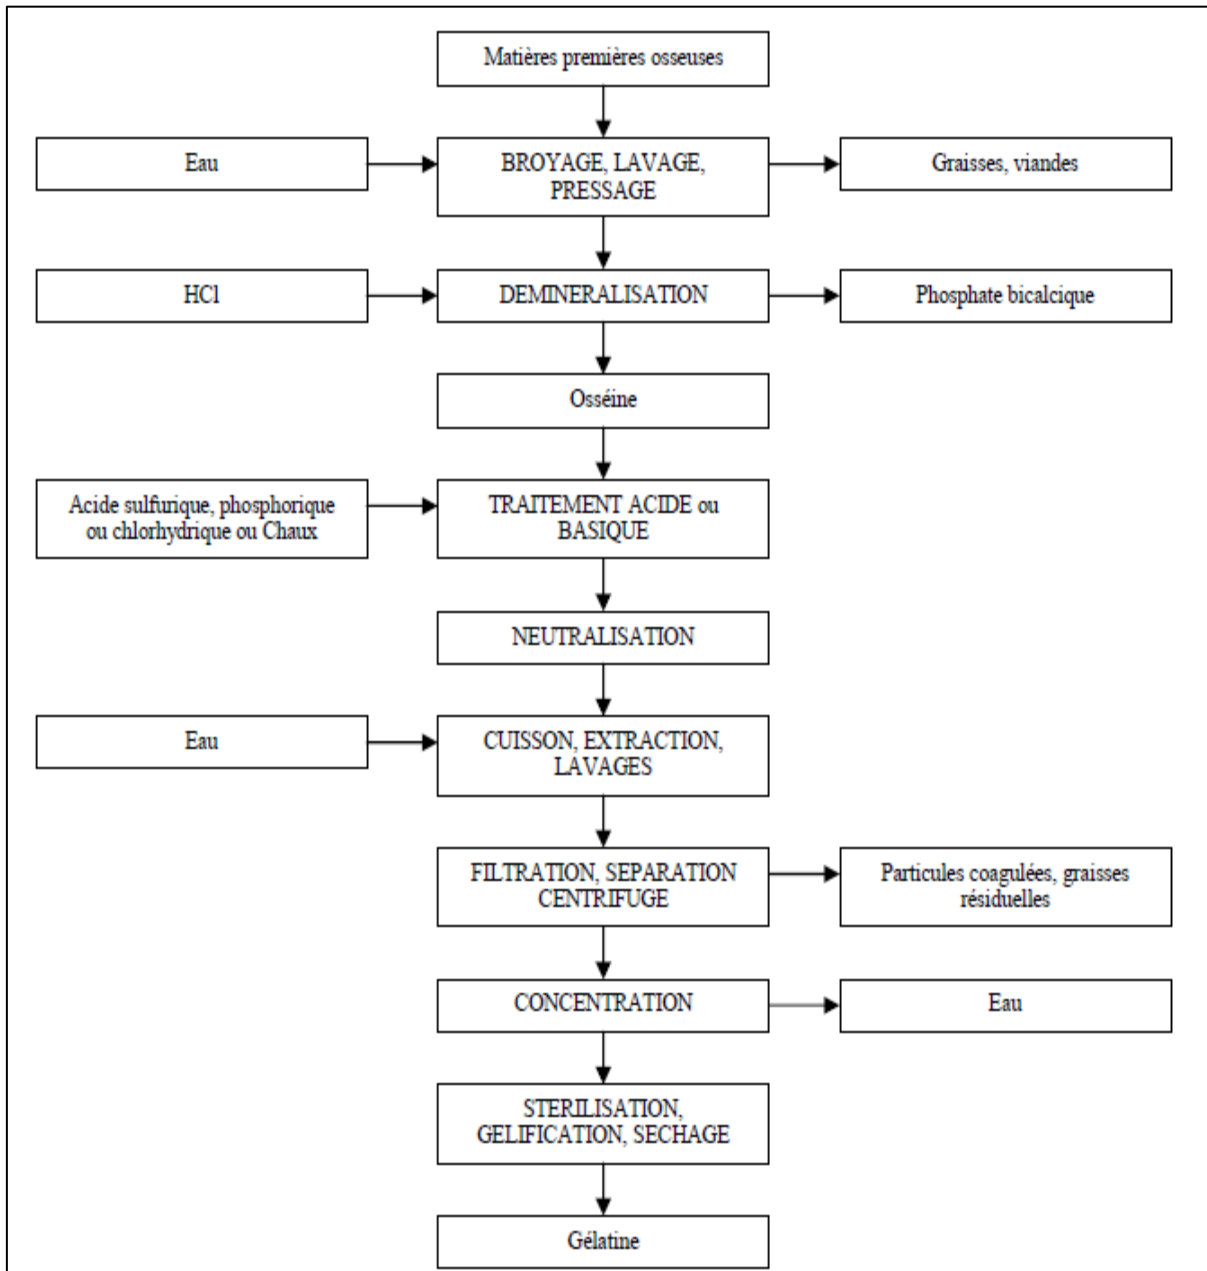 Matières premières osseuses
Eau
BROYAGE, LAVAGE,
PRESSAGE
Graisses, viandes
HCl
DEMINERALISATION
Phosphate bicalcique
Osséine
Acide sulfurique, phosphorique
ou chlorhydrique ou Chaux
TRAITEMENT ACIDE ou
BASIQUE
NEUTRALISATION
Eau
CUISSON, EXTRACTION,
LAVAGES
FILTRATION, SEPARATION
CENTRIFUGE
Particules coagulées, graisses
résiduelles
CONCENTRATION
Eau
STERILISATION,
GELIFICATION, SECHAGE
Gélatine